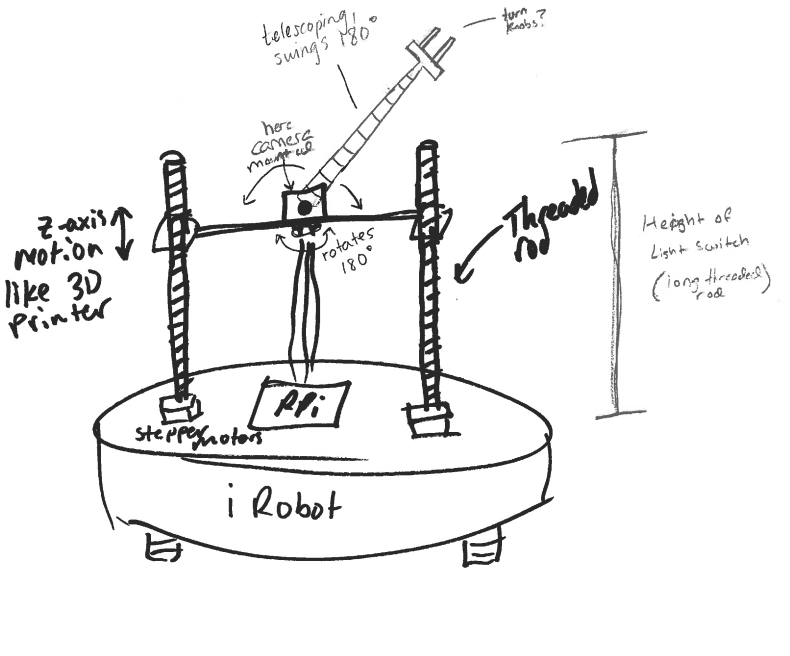 telescoping,
swings 180°
turn
knobs?
here
camera
mounted
z-axis
motion
like 3D
printer
rotates
180°
Threaded
rod
Height of
Light switch
(long threaded
rod)
RPi
stepper motors
i Robot